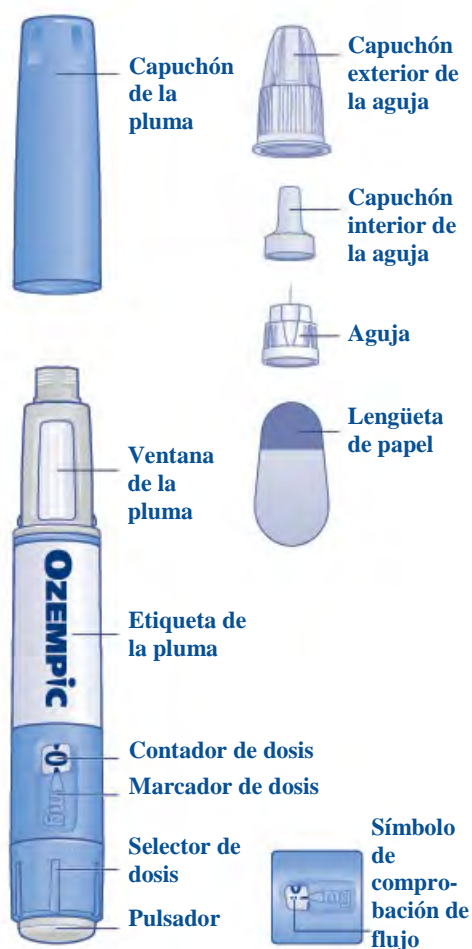 Capuchón
de la
pluma
Capuchón
exterior de
la aguja
Capuchón
interior de
la aguja
Aguja
Lengüeta
de papel
Ventana
de la
pluma
OZEMPIC
Etiqueta de
la pluma
0
Contador de dosis
mg
Marcador de dosis
Selector de
dosis
Pulsador
0
mg
Símbolo
de
compro-
bación de
flujo